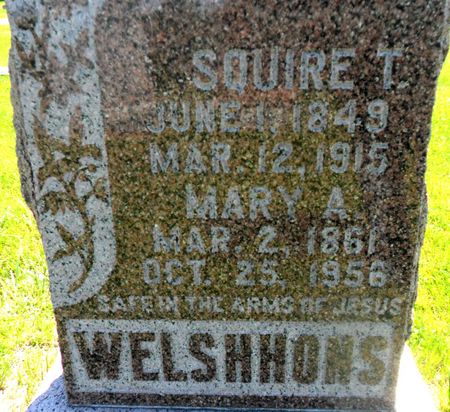 SQUIRE T.
JUNE 1, 1849
MAR. 12, 1915
MARY A.
MAR. 2, 1861
OCT. 25, 1956
SAFE IN THE ARMS OF JESUS
WELSHHONS